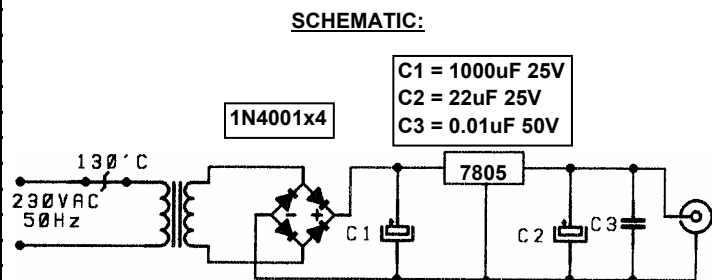 SCHEMATIC:
C1 = 1000uF 25V
C2 = 22uF 25V
C3 = 0.01uF 50V
1N4001x4
130'C
7805
230VAC
50Hz
- +
C1
C2
C3